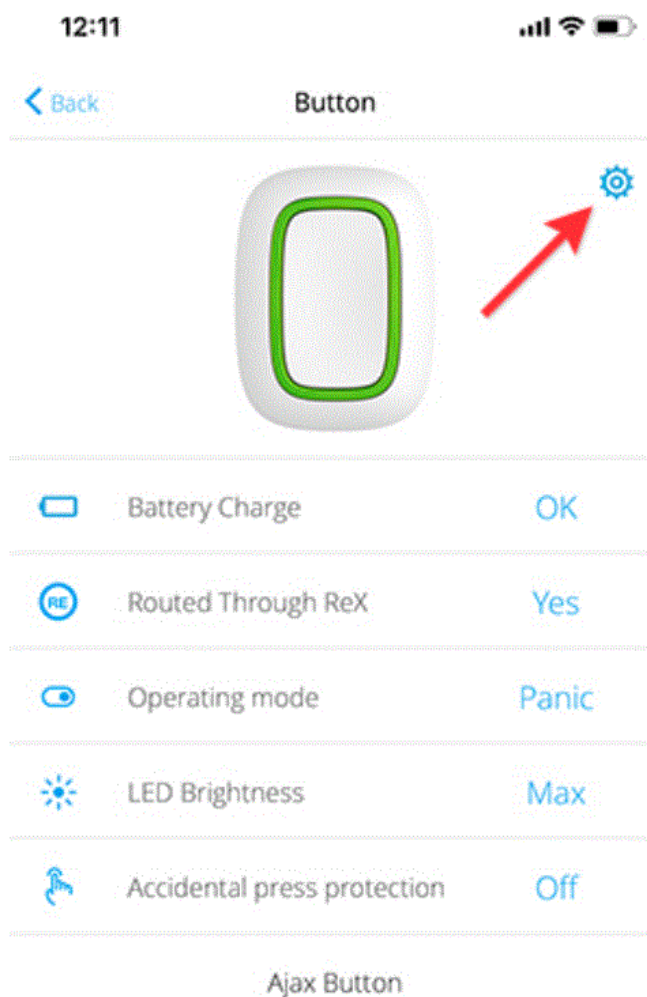 12:11
Back
Button
Battery Charge OK
RE Routed Through ReX Yes
Operating mode Panic
LED Brightness Max
Accidental press protection Off
Ajax Button